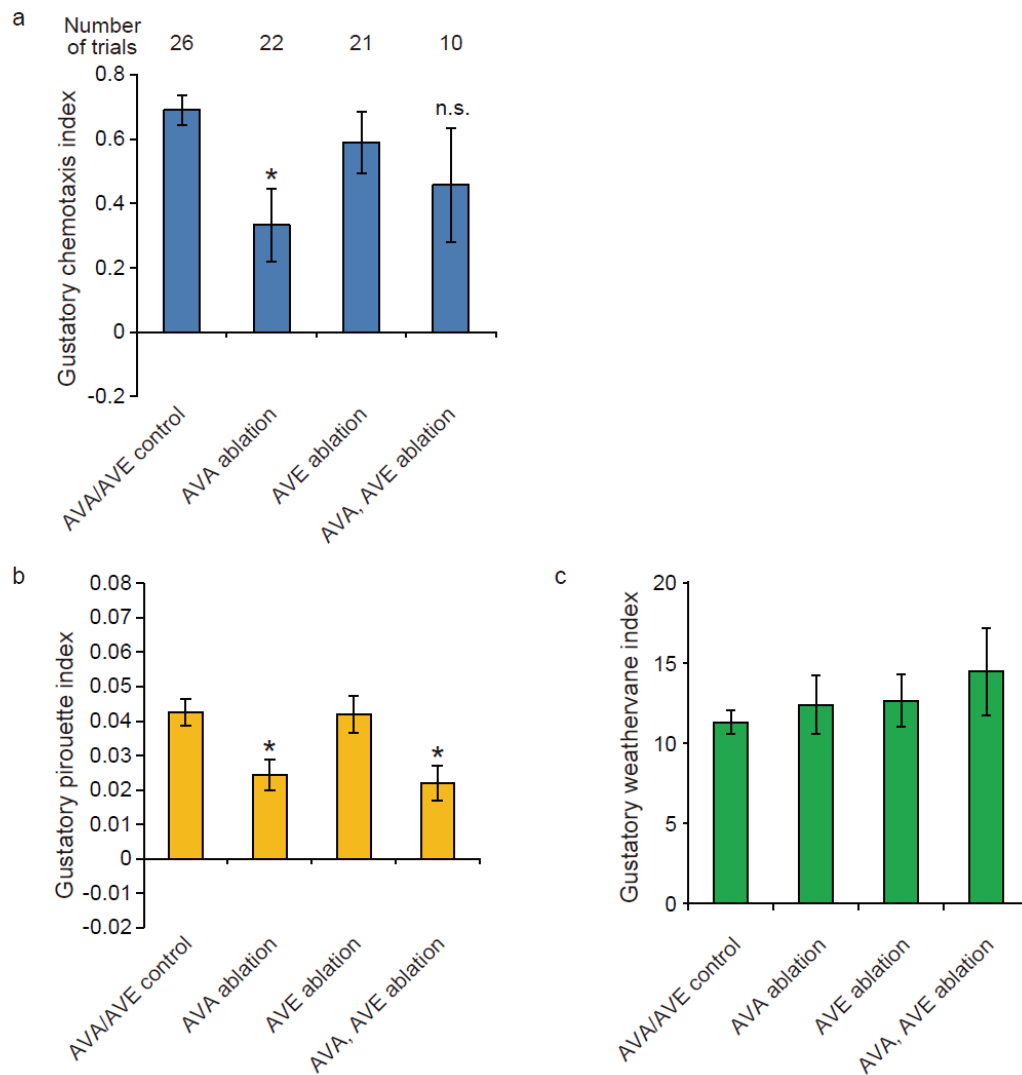 a
Number
of trials
26 22 21 10
Gustatory chemotaxis index
0.8
0.6
0.4
0.2
0
-0.2
*
n.s.
AVA/AVE control
AVA ablation
AVE ablation
AVA, AVE ablation
b
Gustatory pirouette index
0.08
0.07
0.06
0.05
0.04
0.03
0.02
0.01
0
-0.01
-0.02
*
*
AVA/AVE control
AVA ablation
AVE ablation
AVA, AVE ablation
c
Gustatory weathervane index
20
15
10
5
0
AVA/AVE control
AVA ablation
AVE ablation
AVA, AVE ablation